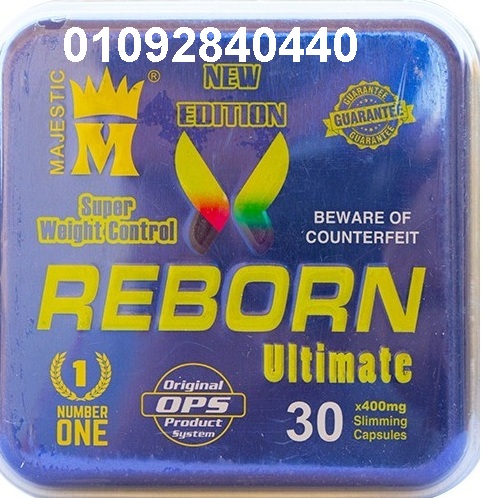 01092840440
MAJESTIC
M
®
NEW
EDITION
GUARANTEE
GUARANTEE
GUARANTEE
Super
Weight Control
BEWARE OF
COUNTERFEIT
REBORN
Ultimate
1
NUMBER
ONE
Original
OPS
Product
System
30
x400mg
Slimming
Capsules